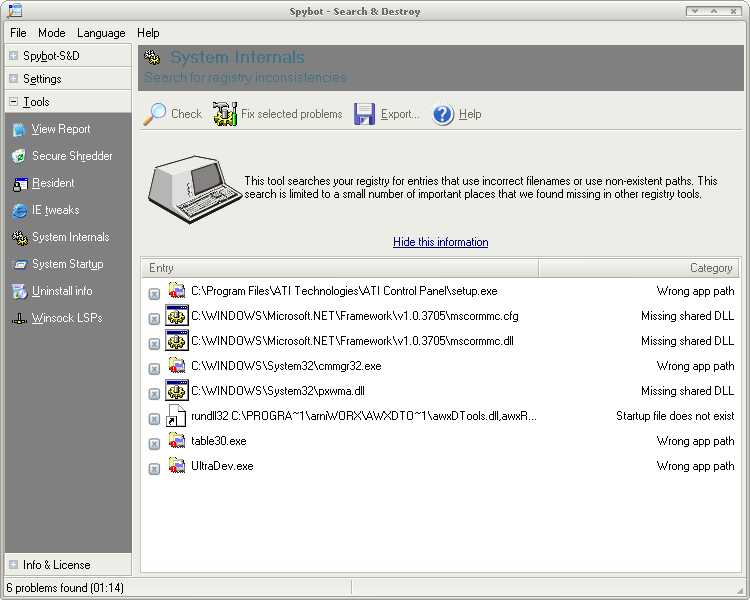 Spybot - Search & Destroy
File Mode Language Help
Spybot-S&D
Settings
Tools
View Report
Secure Shredder
Resident
IE tweaks
System Internals
System Startup
Uninstall info
Winsock LSPs
Info & License
System Internals
Search for registry inconsistencies
Check Fix selected problems Export... Help
This tool searches your registry for entries that use incorrect filenames or use non-existent paths. This
search is limited to a small number of important places that we found missing in other registry tools.
Hide this information
Entry Category
C:\Program Files\ATI Technologies\ATI Control Panel\setup.exe Wrong app path
C:\WINDOWS\Microsoft.NET\Framework\v1.0.3705\mscormmc.cfg Missing shared DLL
C:\WINDOWS\Microsoft.NET\Framework\v1.0.3705\mscormmc.dll Missing shared DLL
C:\WINDOWS\System32\cmmgr32.exe Wrong app path
C:\WINDOWS\System32\pxwma.dll Missing shared DLL
rundll32 C:\PROGRA~1\arniWORX\AWXDTO~1\awxDTools.dll,awxR... Startup file does not exist
table30.exe Wrong app path
UltraDev.exe Wrong app path
6 problems found (01:14)